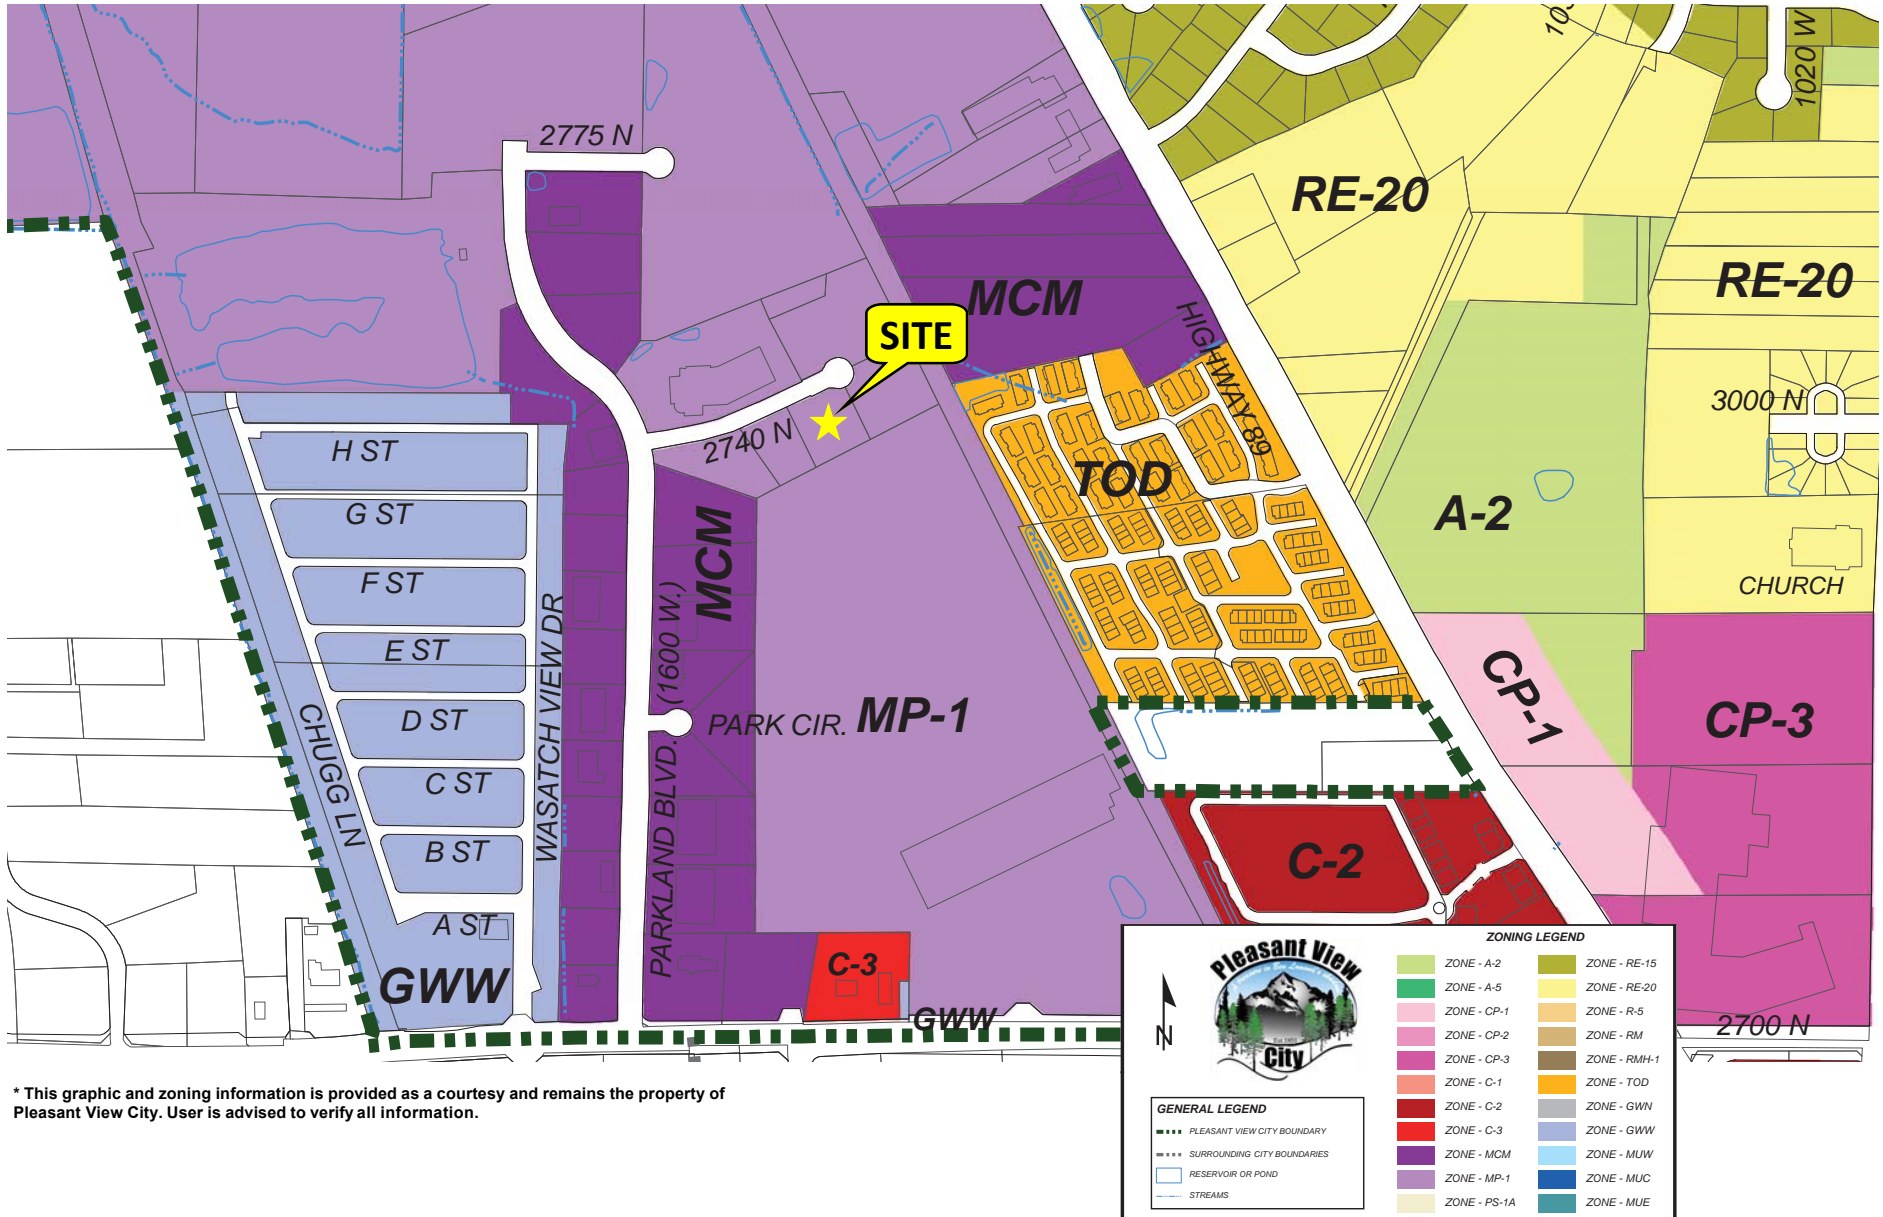 2775 N
1020 W
RE-20
RE-20
MCM
SITE
HIGHWAY 89
3000 N
2740 N
TOD
A-2
H ST
G ST
F ST
E ST
D ST
C ST
B ST
A ST
CHUGG LN
WASATCH VIEW DR
MCM
PARKLAND BLVD. (1600 W.)
PARK CIR.
MP-1
CHURCH
CP-1
CP-3
C-2
C-3
GWW
GWW
2700 N
Pleasant View
Est 1882
City
N
GENERAL LEGEND
PLEASANT VIEW CITY BOUNDARY
SURROUNDING CITY BOUNDARIES
RESERVOIR OR POND
STREAMS
ZONING LEGEND
ZONE - A-2
ZONE - A-5
ZONE - CP-1
ZONE - CP-2
ZONE - CP-3
ZONE - C-1
ZONE - C-2
ZONE - C-3
ZONE - MCM
ZONE - MP-1
ZONE - PS-1A
ZONE - RE-15
ZONE - RE-20
ZONE - R-5
ZONE - RM
ZONE - RMH-1
ZONE - TOD
ZONE - GWN
ZONE - GWW
ZONE - MUW
ZONE - MUC
ZONE - MUE
* This graphic and zoning information is provided as a courtesy and remains the property of
Pleasant View City. User is advised to verify all information.